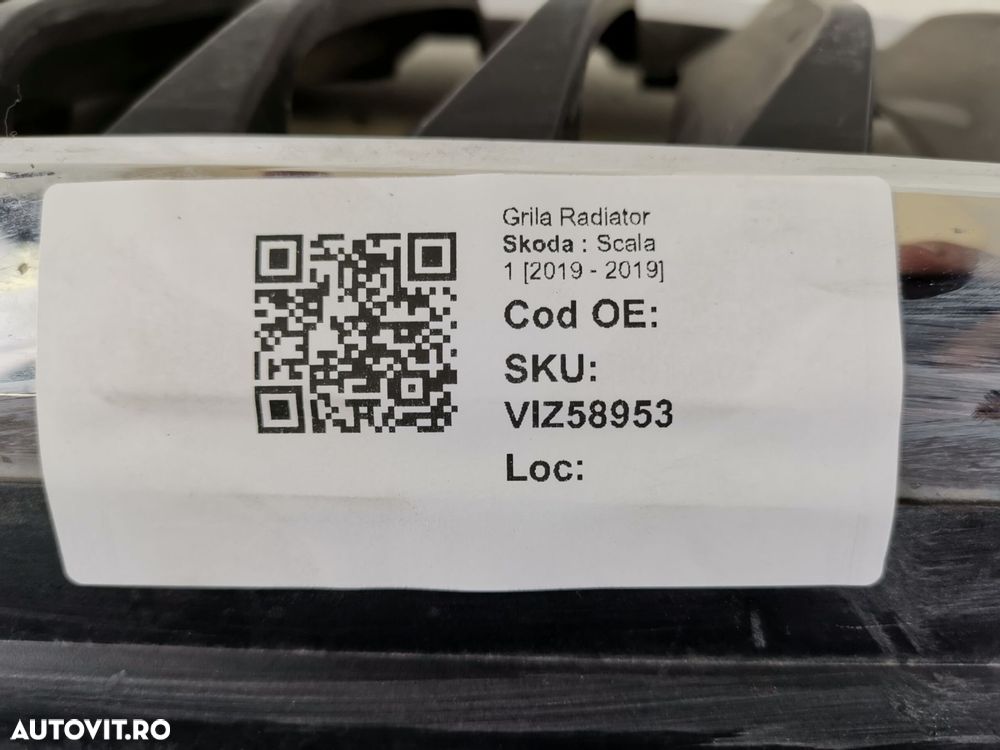 Grila Radiator
Skoda : Scala
1 [2019 - 2019]
Cod OE:
SKU:
VIZ58953
Loc:
AUTOVIT.RO